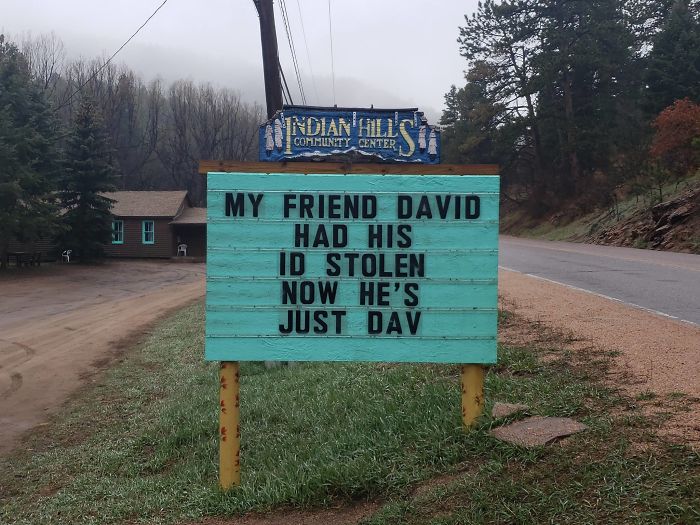 INDIAN HILLS
COMMUNITY CENTER
MY FRIEND DAVID
HAD HIS
ID STOLEN
NOW HE'S
JUST DAV